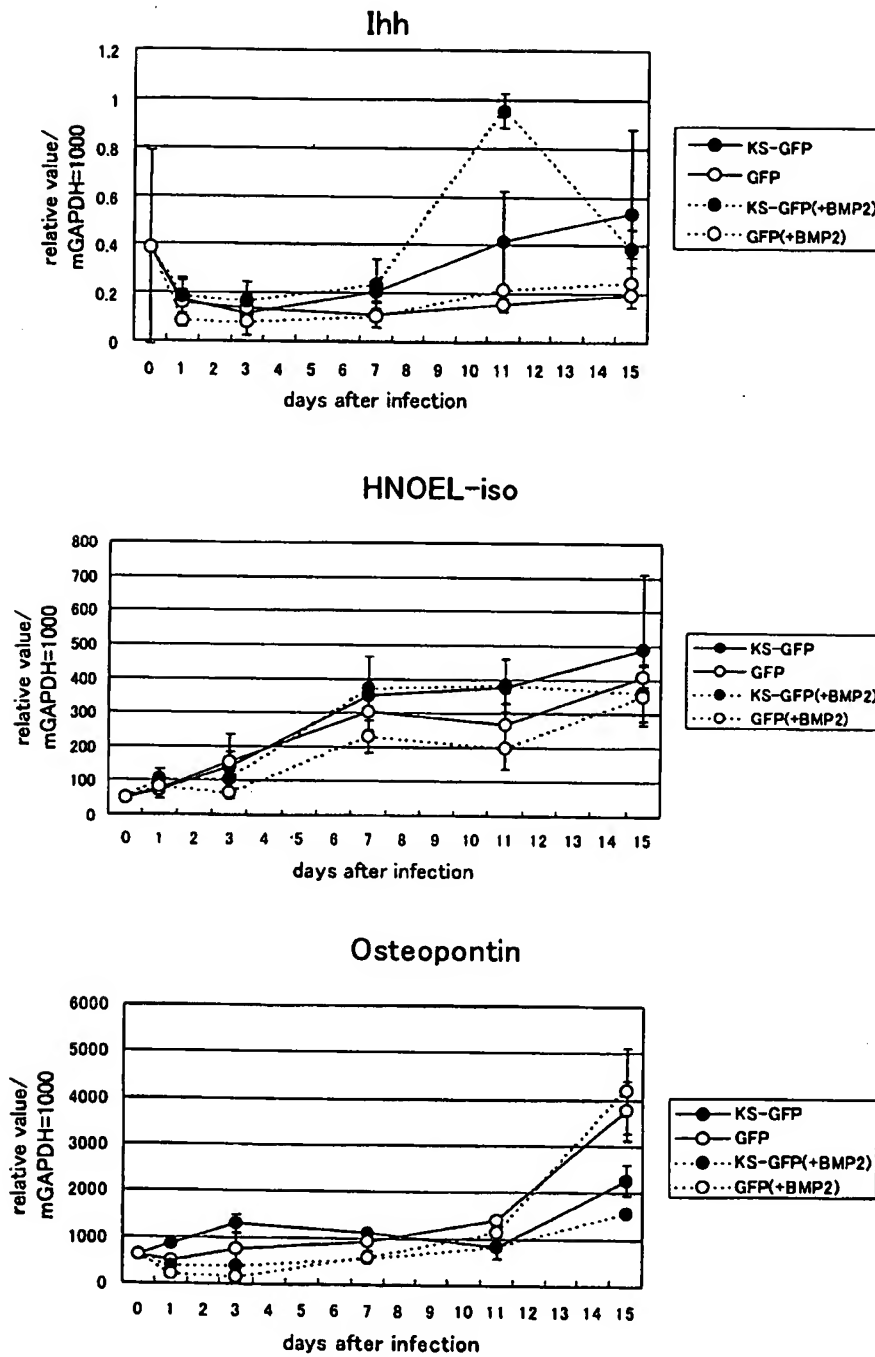 Ihh
relative value/
mGAPDH=1000
1.2
1
0.8
0.6
0.4
0.2
0
0 1 2 3 4 5 6 7 8 9 10 11 12 13 14 15
days after infection
KS-GFP
GFP
KS-GFP(+BMP2)
GFP(+BMP2)
HNOEL-iso
relative value/
mGAPDH=1000
800
700
600
500
400
300
200
100
0
0 1 2 3 4 5 6 7 8 9 10 11 12 13 14 15
days after infection
KS-GFP
GFP
KS-GFP(+BMP2)
GFP(+BMP2)
Osteopontin
relative value/
mGAPDH=1000
6000
5000
4000
3000
2000
1000
0
0 1 2 3 4 5 6 7 8 9 10 11 12 13 14 15
days after infection
KS-GFP
GFP
KS-GFP(+BMP2)
GFP(+BMP2)